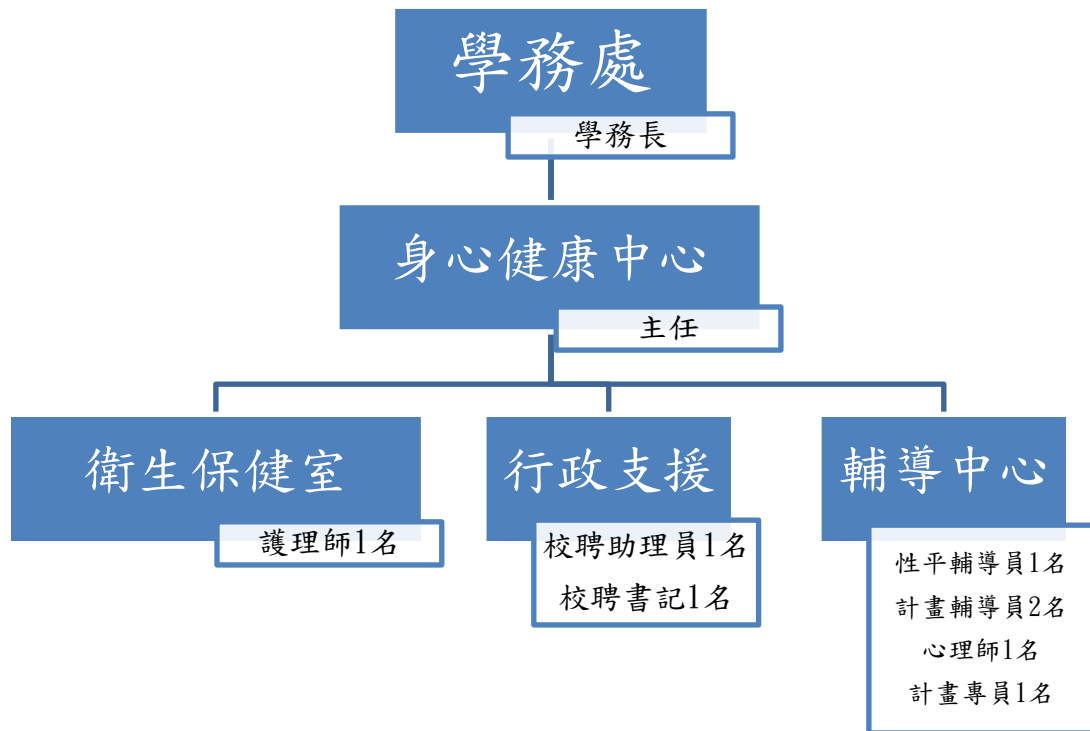 學務處
學務長
身心健康中心
主任
衛生保健室
護理師1名
行政支援
校聘助理員1名
校聘書記1名
輔導中心
性平輔導員1名
計畫輔導員2名
心理師1名
計畫專員1名